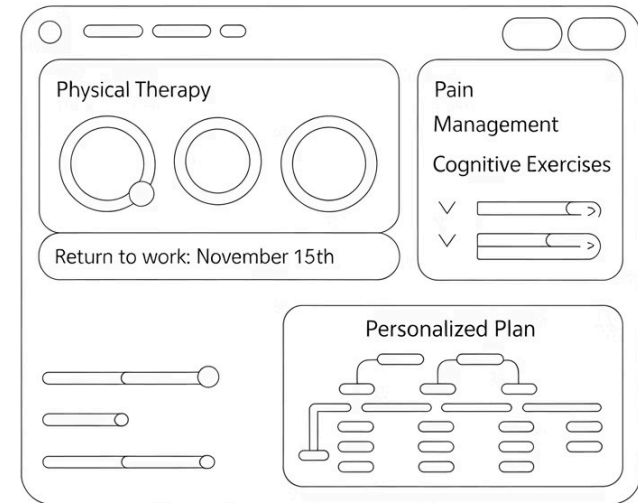 Physical Therapy
Return to work: November 15th
Pain
Management
Cognitive Exercises
Personalized Plan